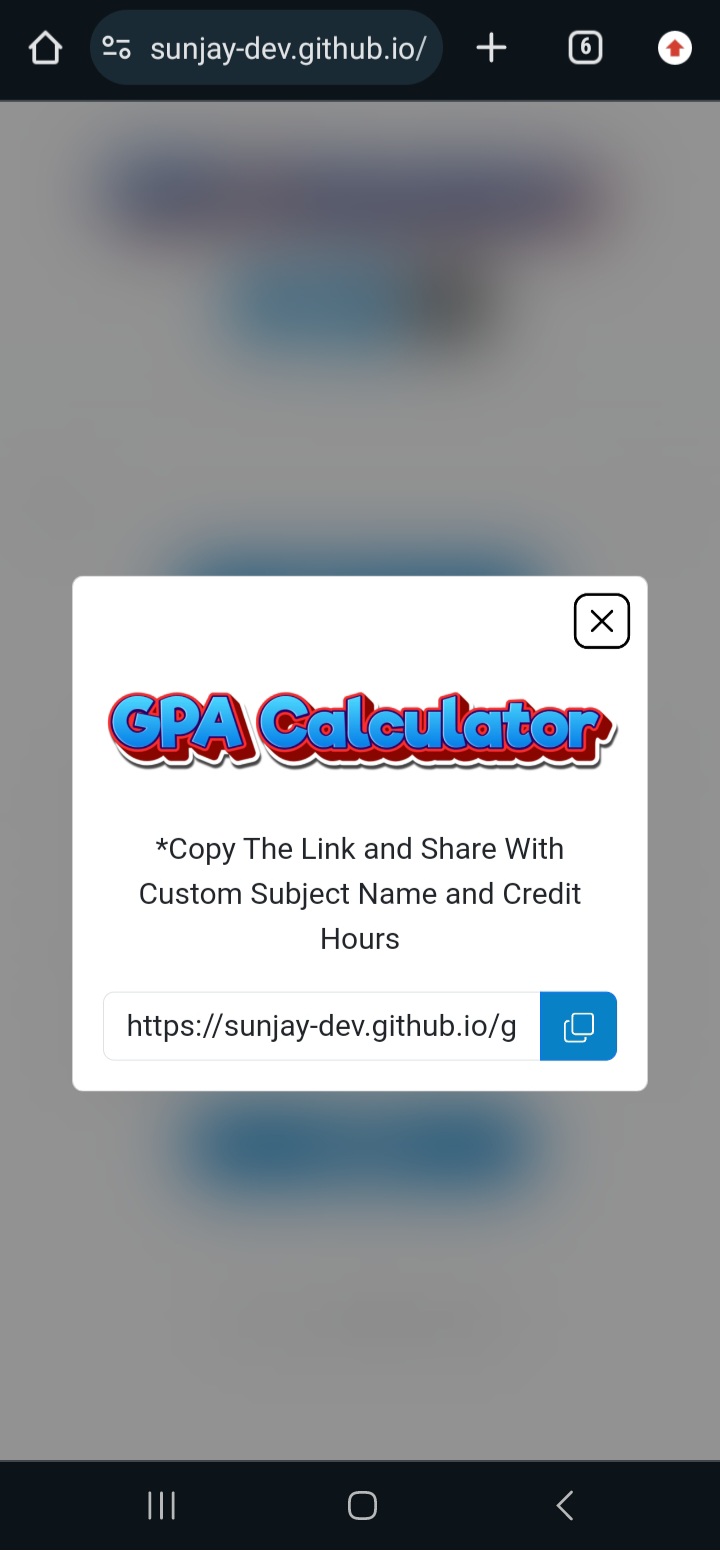 sunjay-dev.github.io/
6
GPA Calculator
*Copy The Link and Share With
Custom Subject Name and Credit
Hours
https://sunjay-dev.github.io/g